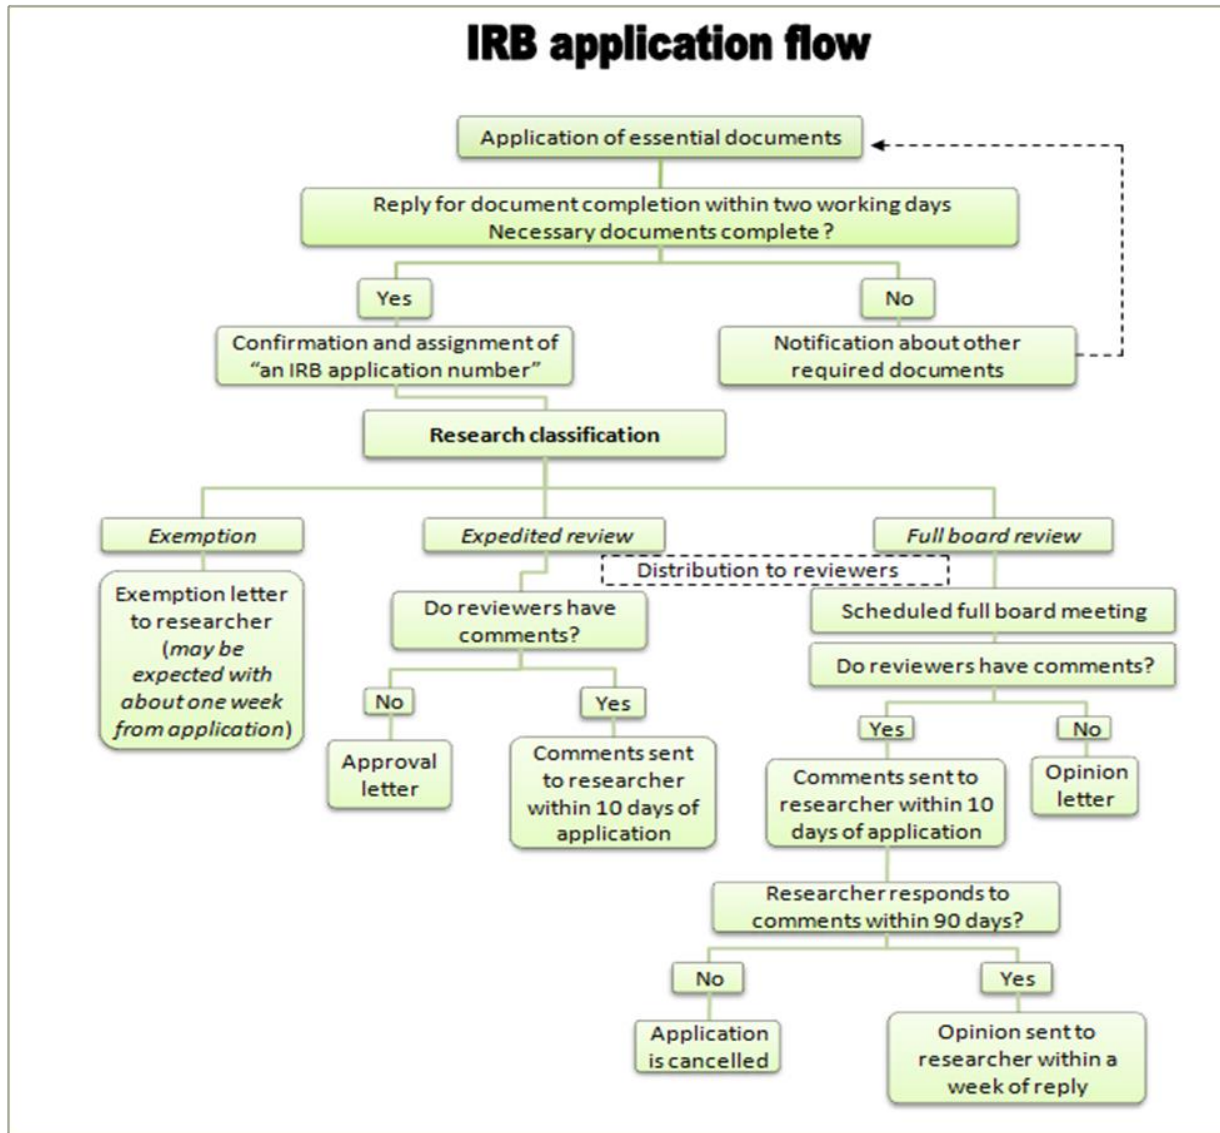 IRB application flow
Application of essential documents
Reply for document completion within two working days
Necessary documents complete ?
Yes
No
Confirmation and assignment of
“an IRB application number”
Notification about other
required documents
Research classification
Exemption
Expedited review
Full board review
Distribution to reviewers
Exemption letter
to researcher
(may be
expected with
about one week
from application)
Do reviewers have
comments?
Scheduled full board meeting
Do reviewers have comments?
No
Yes
Yes
No
Approval
letter
Comments sent
to researcher
within 10 days of
application
Comments sent to
researcher within 10
days of application
Opinion
letter
Researcher responds to
comments within 90 days?
No
Yes
Application
is cancelled
Opinion sent to
researcher within a
week of reply